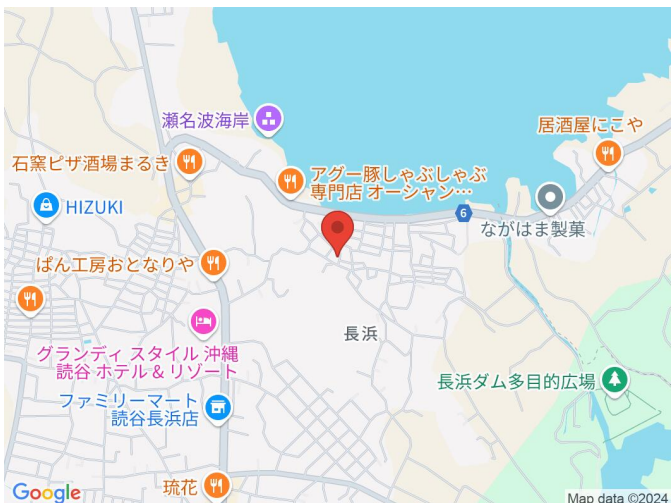 瀬名波海岸
居酒屋にこや
石窯ピザ酒場まるき
アグー豚しゃぶしゃぶ
専門店 オーシャン…
HIZUKI
6
ながはま製菓
ぱん工房おとなりや
長浜
グランディ スタイル 沖縄
読谷 ホテル & リゾート
長浜ダム多目的広場
ファミリーマート
読谷長浜店
琉花
Google
Map data ©2024